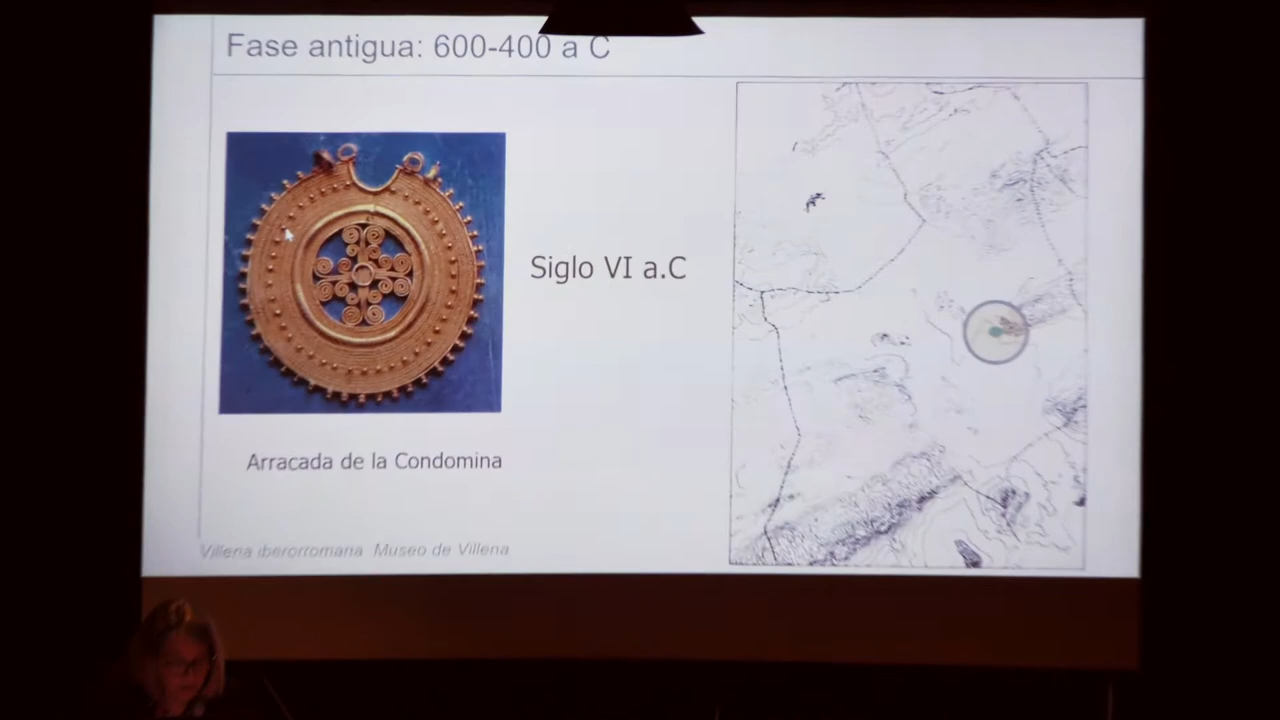 Fase antigua: 600-400 a C
Siglo VI a.C
Arracada de la Condomina
Villena iberorromana Museo de Villena